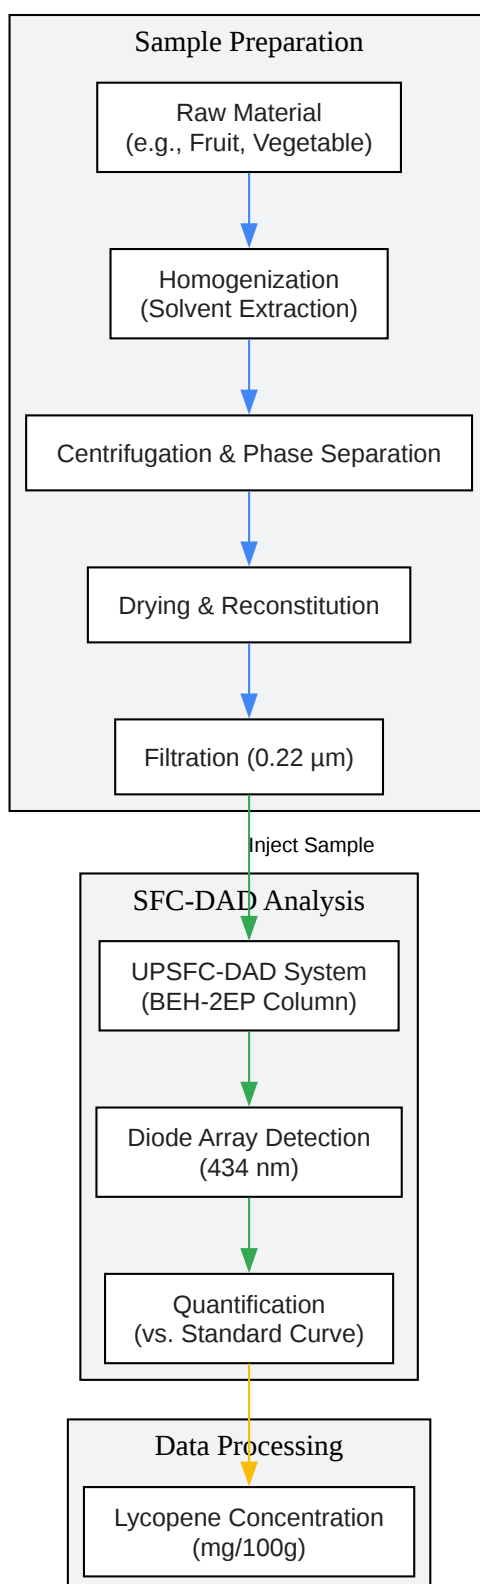 Sample Preparation
Raw Material
(e.g., Fruit, Vegetable)
Homogenization
(Solvent Extraction)
Centrifugation & Phase Separation
Drying & Reconstitution
Filtration (0.22 µm)
Inject Sample
SFC-DAD Analysis
UPSFC-DAD System
(BEH-2EP Column)
Diode Array Detection
(434 nm)
Quantification
(vs. Standard Curve)
Data Processing
Lycopene Concentration
(mg/100g)